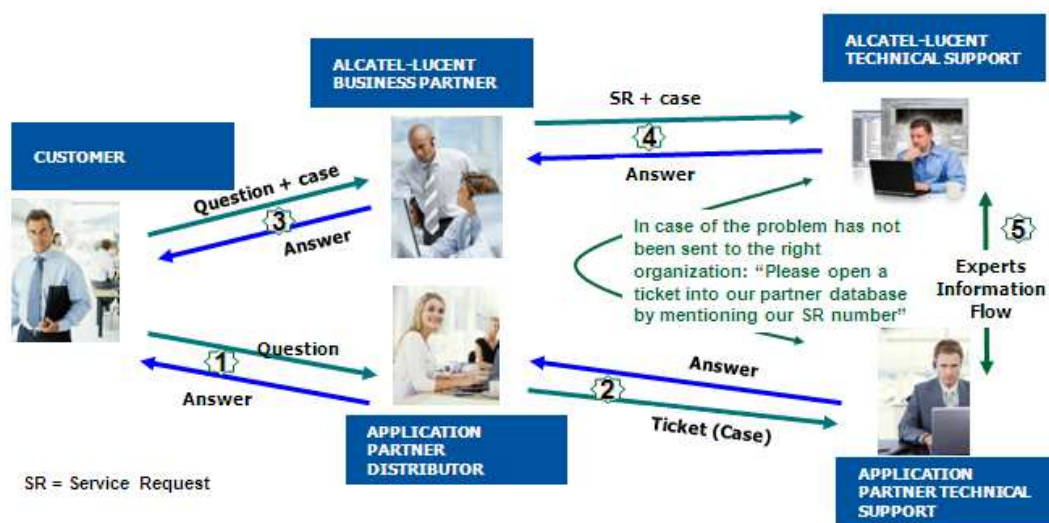 ALCATEL-LUCENT
BUSINESS PARTNER
ALCATEL-LUCENT
TECHNICAL SUPPORT
CUSTOMER
SR + case
4
Answer
Question + case
3
Answer
In case of the problem has not
been sent to the right
organization: “Please open a
ticket into our partner database
by mentioning our SR number”
5
Experts
Information
Flow
Question
1
Answer
Answer
2
Ticket (Case)
APPLICATION
PARTNER
DISTRIBUTOR
APPLICATION
PARTNER TECHNICAL
SUPPORT
SR = Service Request